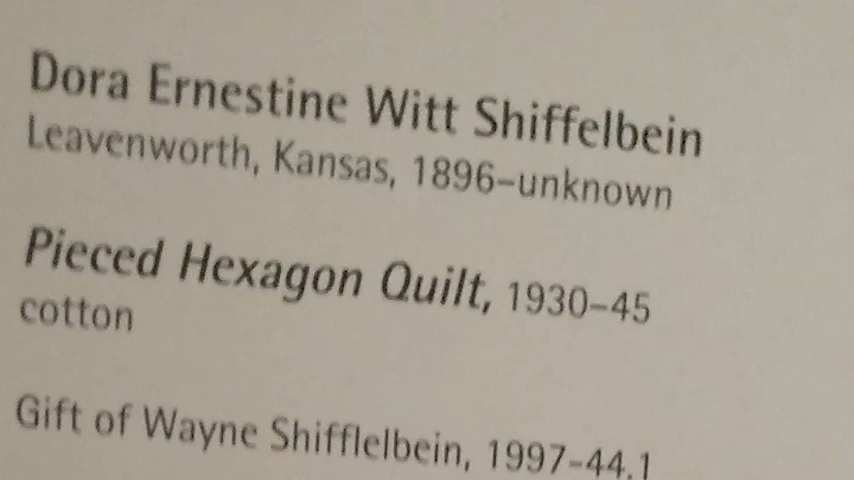 Dora Ernestine Witt Shiffelbein
Leavenworth, Kansas, 1896–unknown
Pieced Hexagon Quilt, 1930–45
cotton
Gift of Wayne Shifflelbein, 1997-44.1